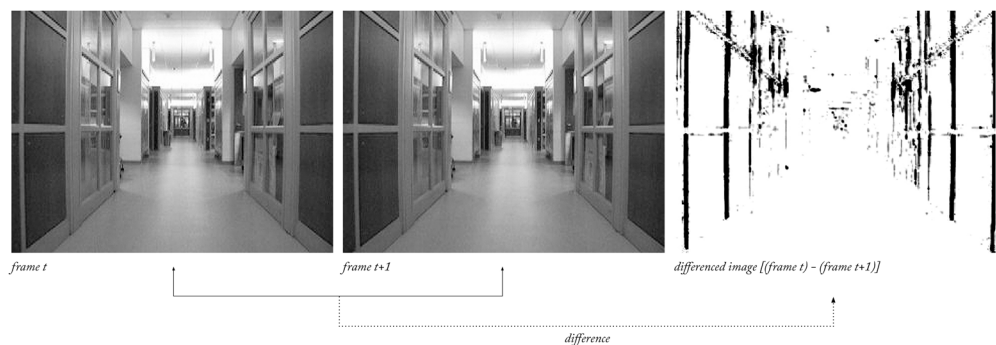 frame t
frame t+1
differenced image [(frame t) – (frame t+1)]
difference